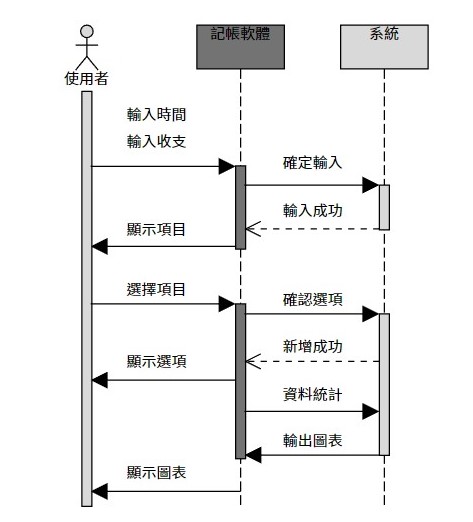 記帳軟體
系統
使用者
輸入時間
輸入收支
確定輸入
輸入成功
顯示項目
選擇項目
確認選項
新增成功
顯示選項
資料統計
輸出圖表
顯示圖表